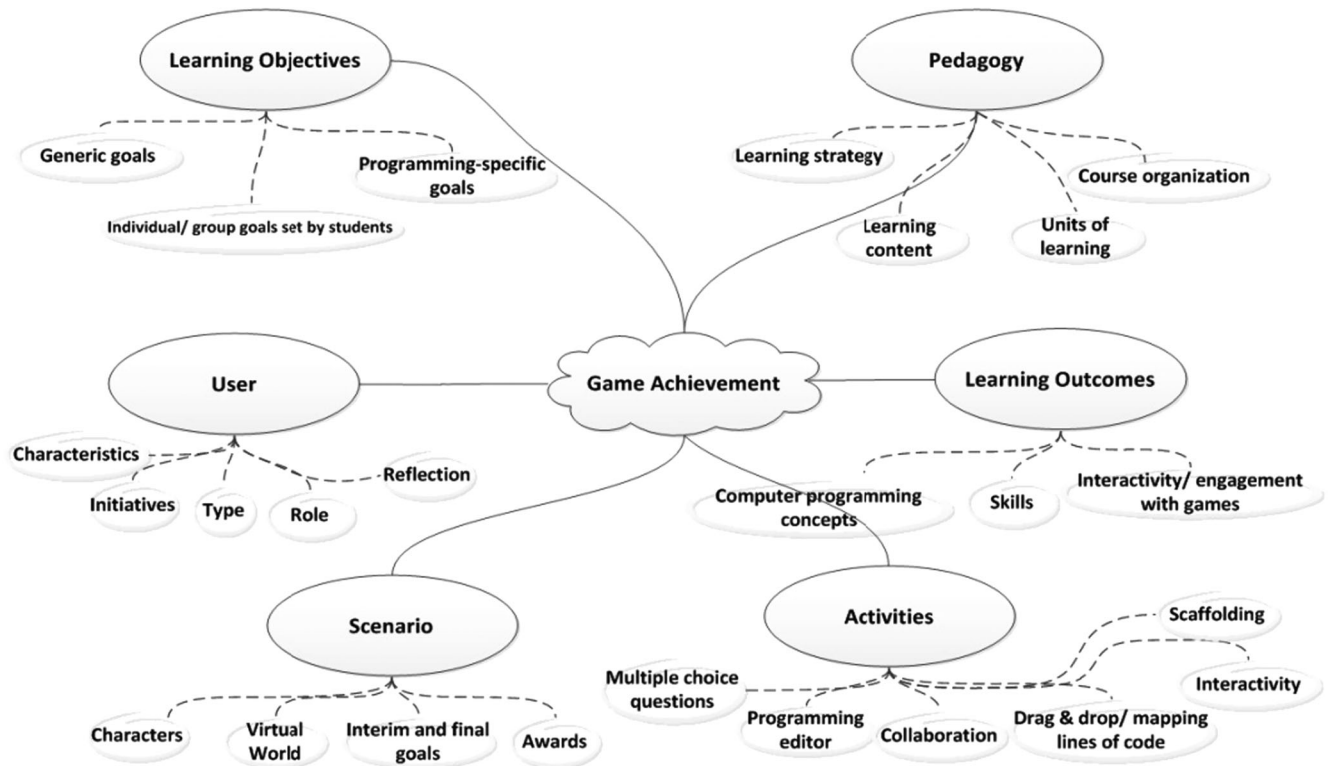 Learning Objectives
Generic goals
Individual/ group goals set by students
Programming-specific
goals
Pedagogy
Learning strategy
Learning
content
Units of
learning
Course organization
Game Achievement
User
Characteristics
Initiatives
Type
Role
Reflection
Learning Outcomes
Computer programming
concepts
Skills
Interactivity/ engagement
with games
Scenario
Characters
Virtual
World
Interim and final
goals
Awards
Activities
Multiple choice
questions
Programming
editor
Collaboration
Drag & drop/ mapping
lines of code
Scaffolding
Interactivity